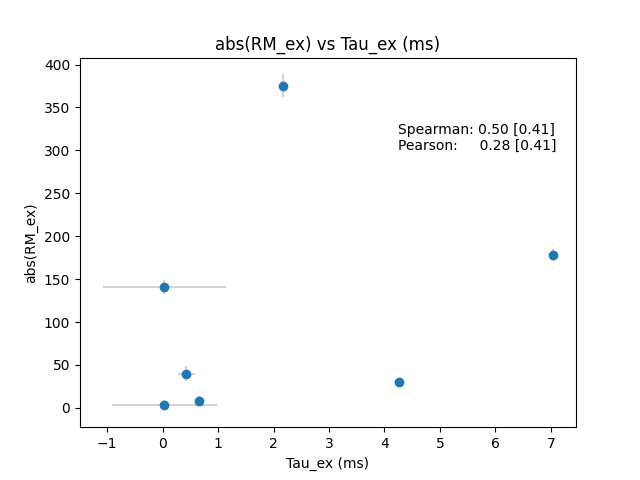 abs(RM_ex) vs Tau_ex (ms)
400
350
300
250
200
150
100
50
0
abs(RM_ex)
Spearman: 0.50 [0.41]
Pearson: 0.28 [0.41]
−1 0 1 2 3 4 5 6 7
Tau_ex (ms)